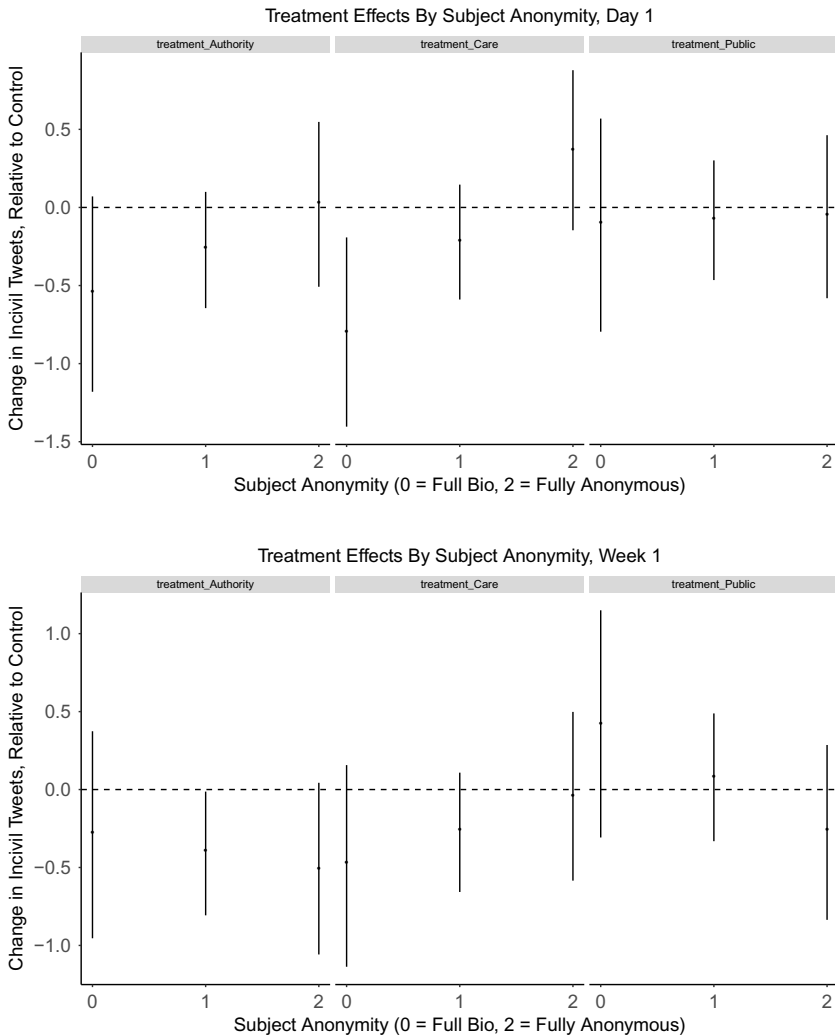 Treatment Effects By Subject Anonymity, Day 1
treatment_Authority treatment_Care treatment_Public
Change in Incivil Tweets, Relative to Control
0.5
0.0
−0.5
−1.0
−1.5
0 1 2 0 1 2 0 1 2
Subject Anonymity (0 = Full Bio, 2 = Fully Anonymous)
Treatment Effects By Subject Anonymity, Week 1
treatment_Authority treatment_Care treatment_Public
Change in Incivil Tweets, Relative to Control
1.0
0.5
0.0
−0.5
−1.0
0 1 2 0 1 2 0 1 2
Subject Anonymity (0 = Full Bio, 2 = Fully Anonymous)